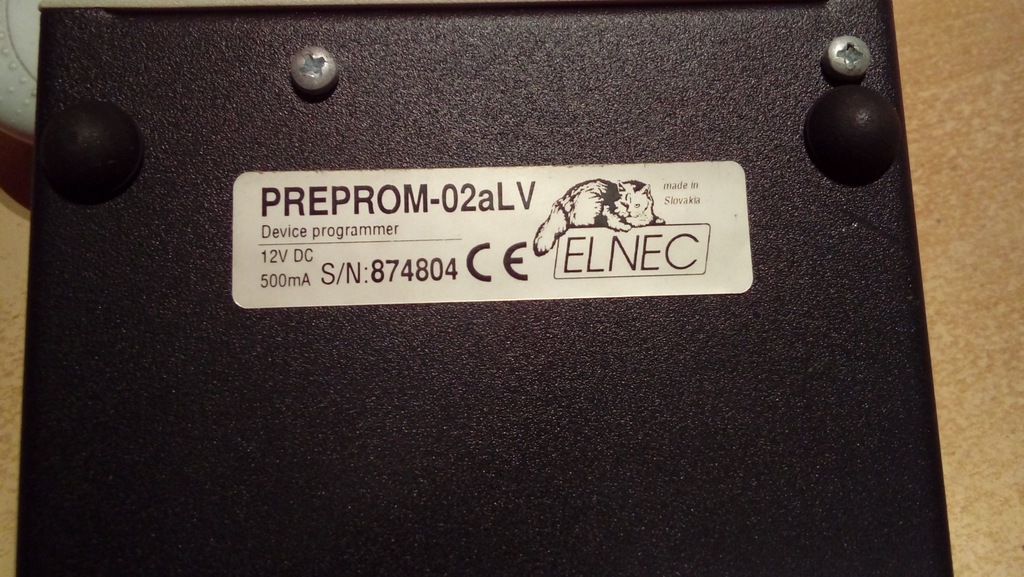 PREPROM-02aLV
Device programmer
12V DC
500mA S/N:874804 CE
made in
Slovakia
ELNEC